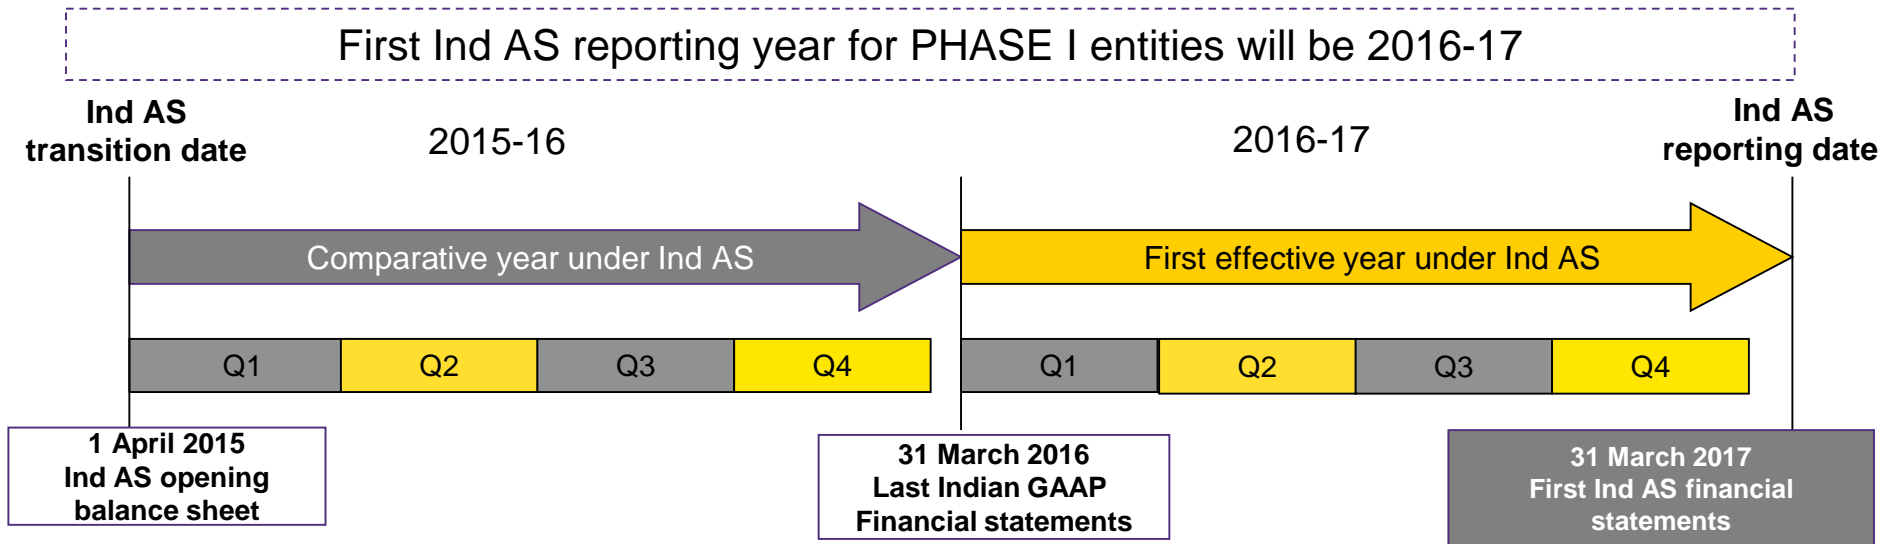 First Ind AS reporting year for PHASE I entities will be 2016-17
Ind AS
transition date
2015-16
2016-17
Ind AS
reporting date
Comparative year under Ind AS
First effective year under Ind AS
Q1
Q2
Q3
Q4
Q1
Q2
Q3
Q4
1 April 2015
Ind AS opening
balance sheet
31 March 2016
Last Indian GAAP
Financial statements
31 March 2017
First Ind AS financial
statements